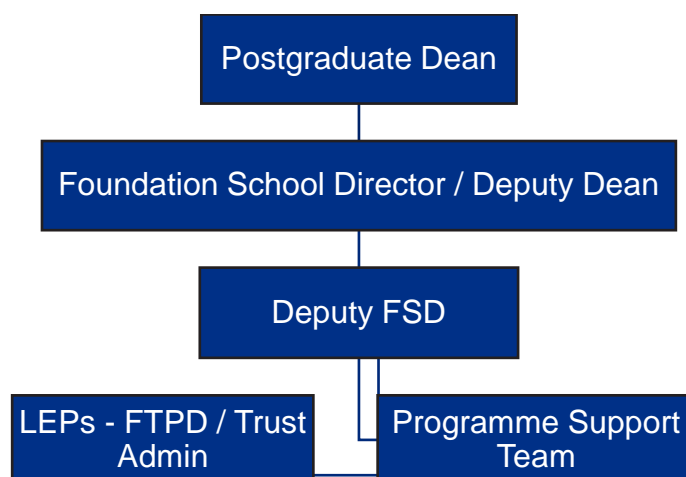 Postgraduate Dean
Foundation School Director / Deputy Dean
Deputy FSD
LEPs - FTPD / Trust
Admin
Programme Support
Team